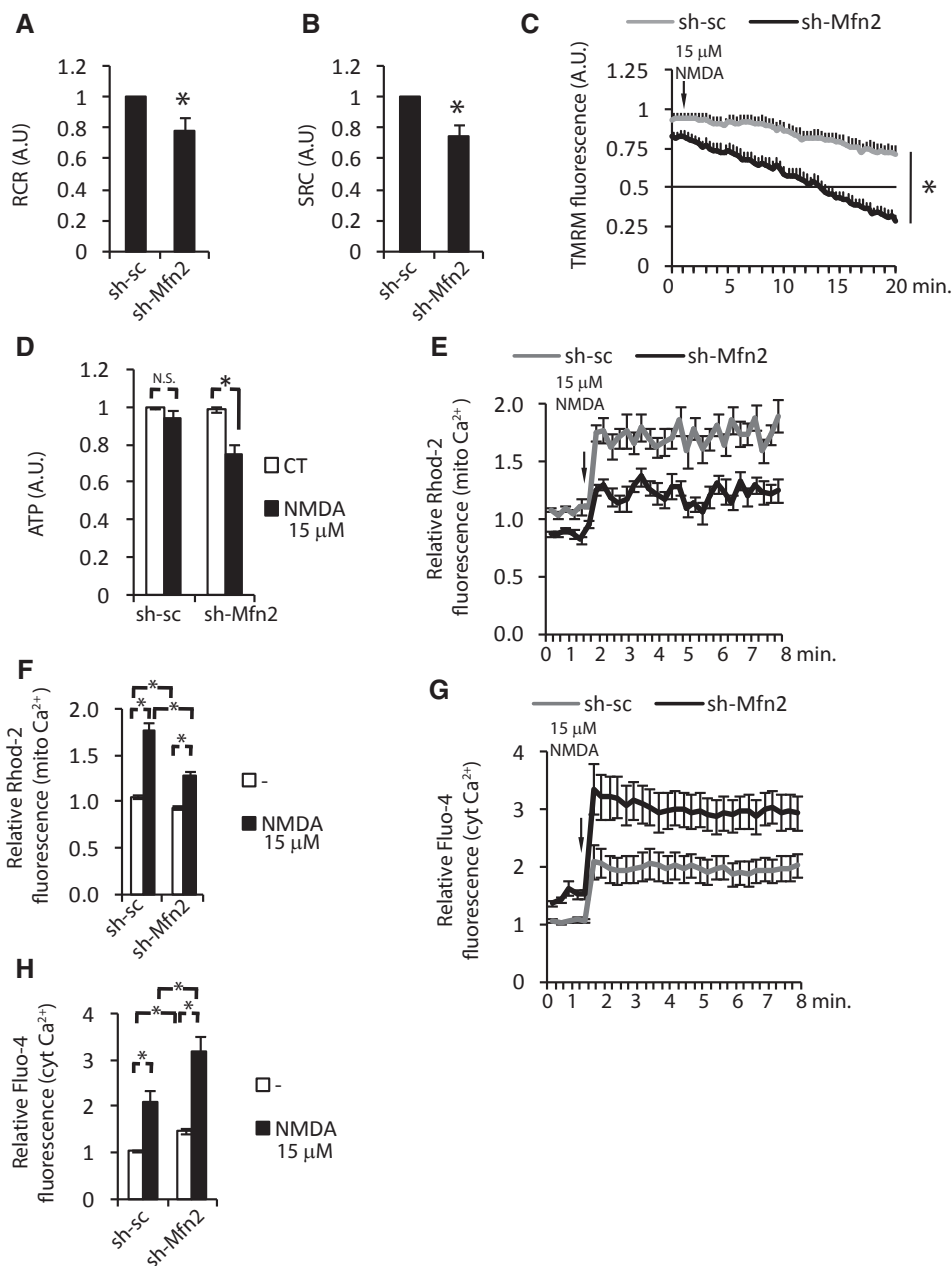 A
RCR (A.U)
1.2
1
0.8
0.6
0.4
0.2
0
*
sh-sc
sh-Mfn2
B
SRC (A.U)
1.2
1
0.8
0.6
0.4
0.2
0
*
sh-sc
sh-Mfn2
C
sh-sc
sh-Mfn2
15 μM
NMDA
TMRM fluorescence (A.U.)
1.25
1
0.75
0.5
0.25
0 5 10 15 20 min.
*
D
ATP (A.U.)
1.2
1
0.8
0.6
0.4
0.2
0
N.S.
*
sh-sc
sh-Mfn2
CT
NMDA
15 μM
E
sh-sc
sh-Mfn2
15 μM
NMDA
Relative Rhod-2
fluorescence (mito Ca²⁺)
2.0
1.5
1.0
0.5
0.0
0 1 2 3 4 5 6 7 8 min.
F
Relative Rhod-2
fluorescence (mito Ca²⁺)
2.0
1.5
1.0
0.5
0.0
*
*
*
*
sh-sc
sh-Mfn2
-
NMDA
15 μM
G
sh-sc
sh-Mfn2
15 μM
NMDA
Relative Fluo-4
fluorescence (cyt Ca²⁺)
4
3
2
1
0
0 1 2 3 4 5 6 7 8 min.
H
Relative Fluo-4
fluorescence (cyt Ca²⁺)
4
3
2
1
0
*
*
*
*
sh-sc
sh-Mfn2
-
NMDA
15 μM